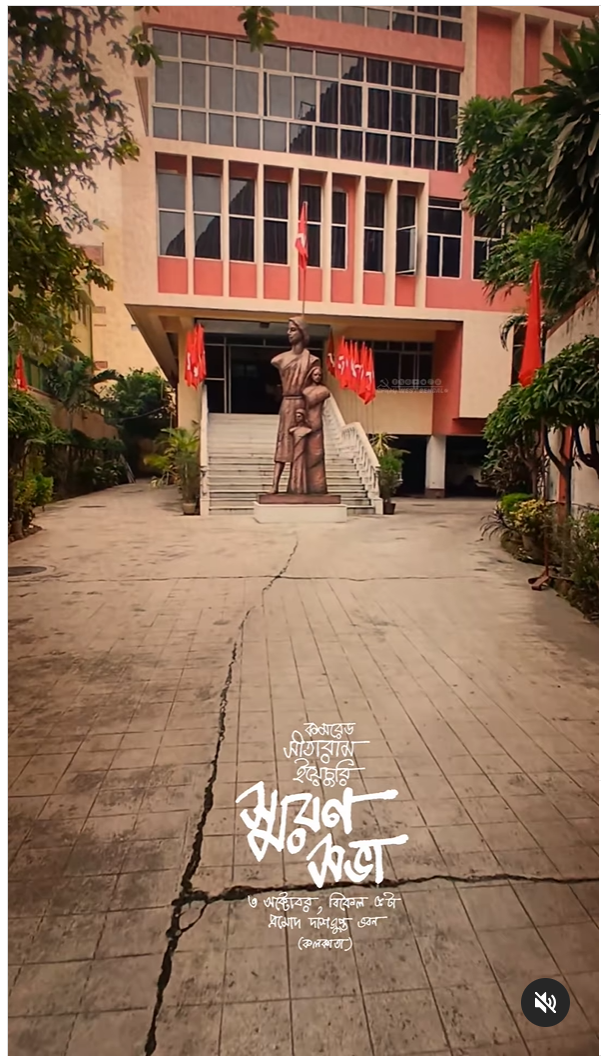 কমরেড
সীতারাম
ইয়েচুরি
স্মরণ
সভা
৩ অক্টোবর, বিকেল ৫টা
প্রমোদ দাশগুপ্ত ভবন
(কলকাতা)